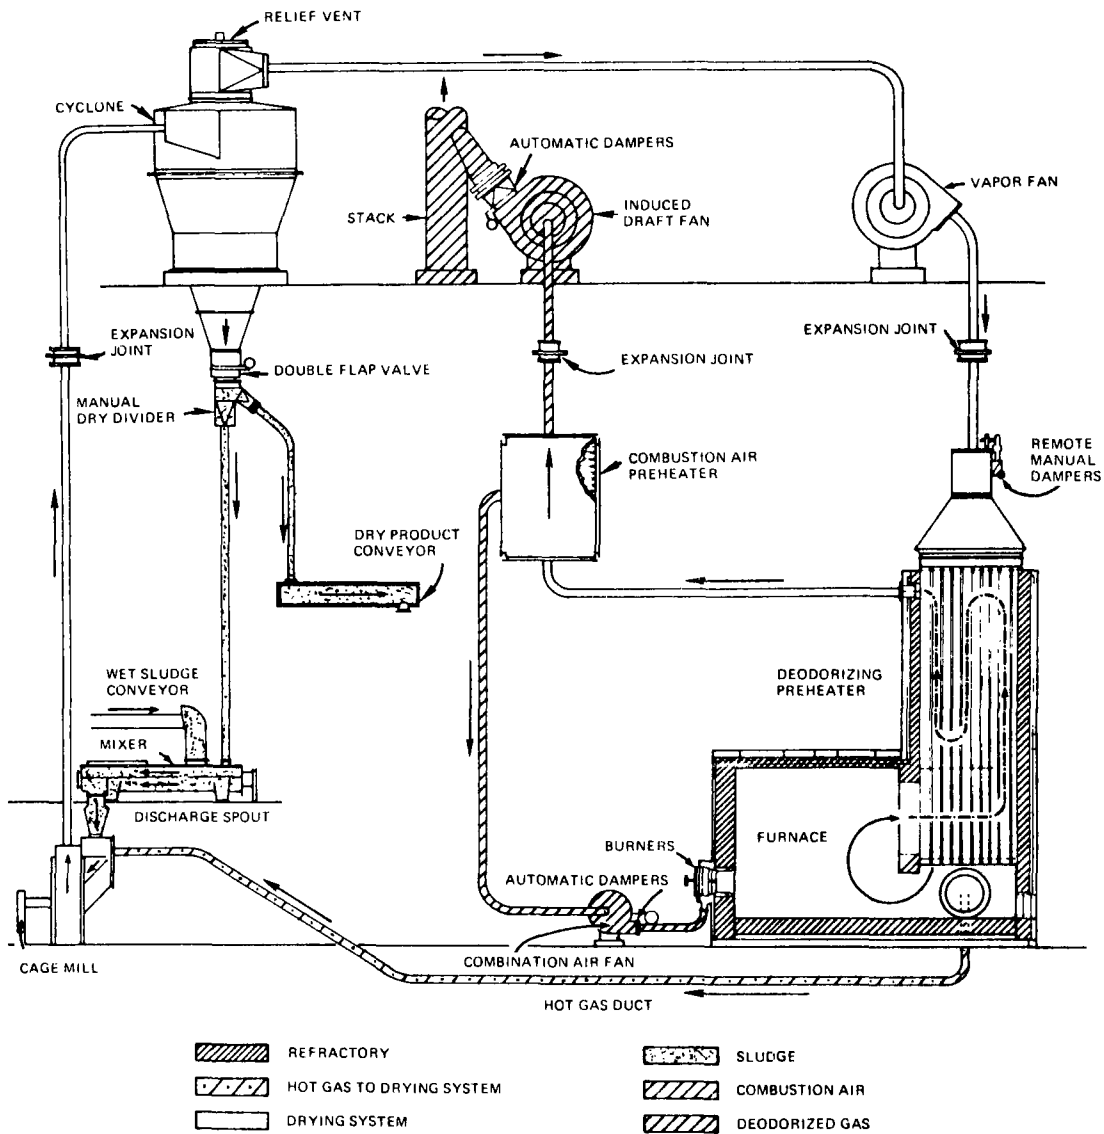 RELIEF VENT
CYCLONE
AUTOMATIC DAMPERS
STACK
INDUCED
DRAFT FAN
VAPOR FAN
EXPANSION
JOINT
DOUBLE FLAP VALVE
MANUAL
DRY DIVIDER
EXPANSION JOINT
EXPANSION JOINT
COMBUSTION AIR
PREHEATER
REMOTE
MANUAL
DAMPERS
DRY PRODUCT
CONVEYOR
WET SLUDGE
CONVEYOR
MIXER
DEODORIZING
PREHEATER
DISCHARGE SPOUT
FURNACE
BURNERS
AUTOMATIC DAMPERS
CAGE MILL
COMBINATION AIR FAN
HOT GAS DUCT
REFRACTORY
HOT GAS TO DRYING SYSTEM
DRYING SYSTEM
SLUDGE
COMBUSTION AIR
DEODORIZED GAS